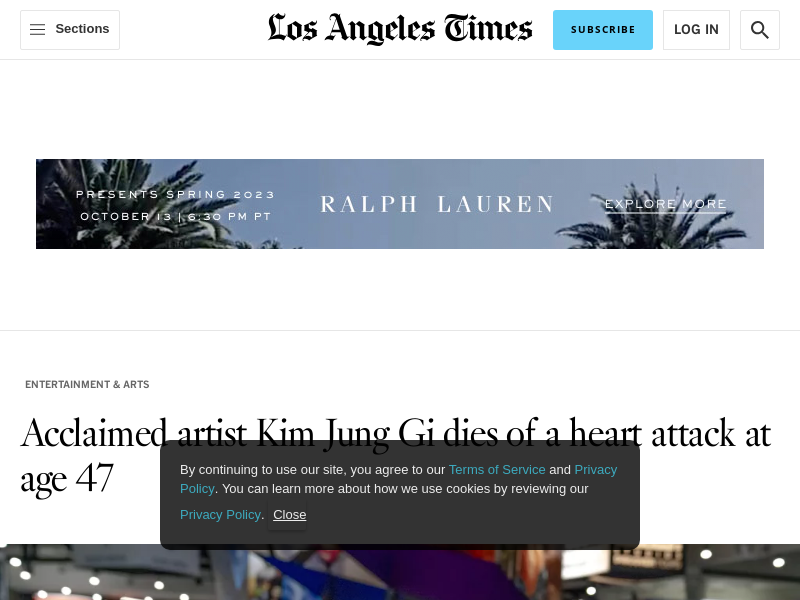 Sections
Los Angeles Times
SUBSCRIBE
LOG IN
PRESENTS SPRING 2023
OCTOBER 13 | 6:30 PM PT
RALPH LAUREN
EXPLORE MORE
ENTERTAINMENT & ARTS
Acclaimed artist Kim Jung Gi dies of a heart attack at
age 47
By continuing to use our site, you agree to our Terms of Service and Privacy
Policy. You can learn more about how we use cookies by reviewing our
Privacy Policy. Close